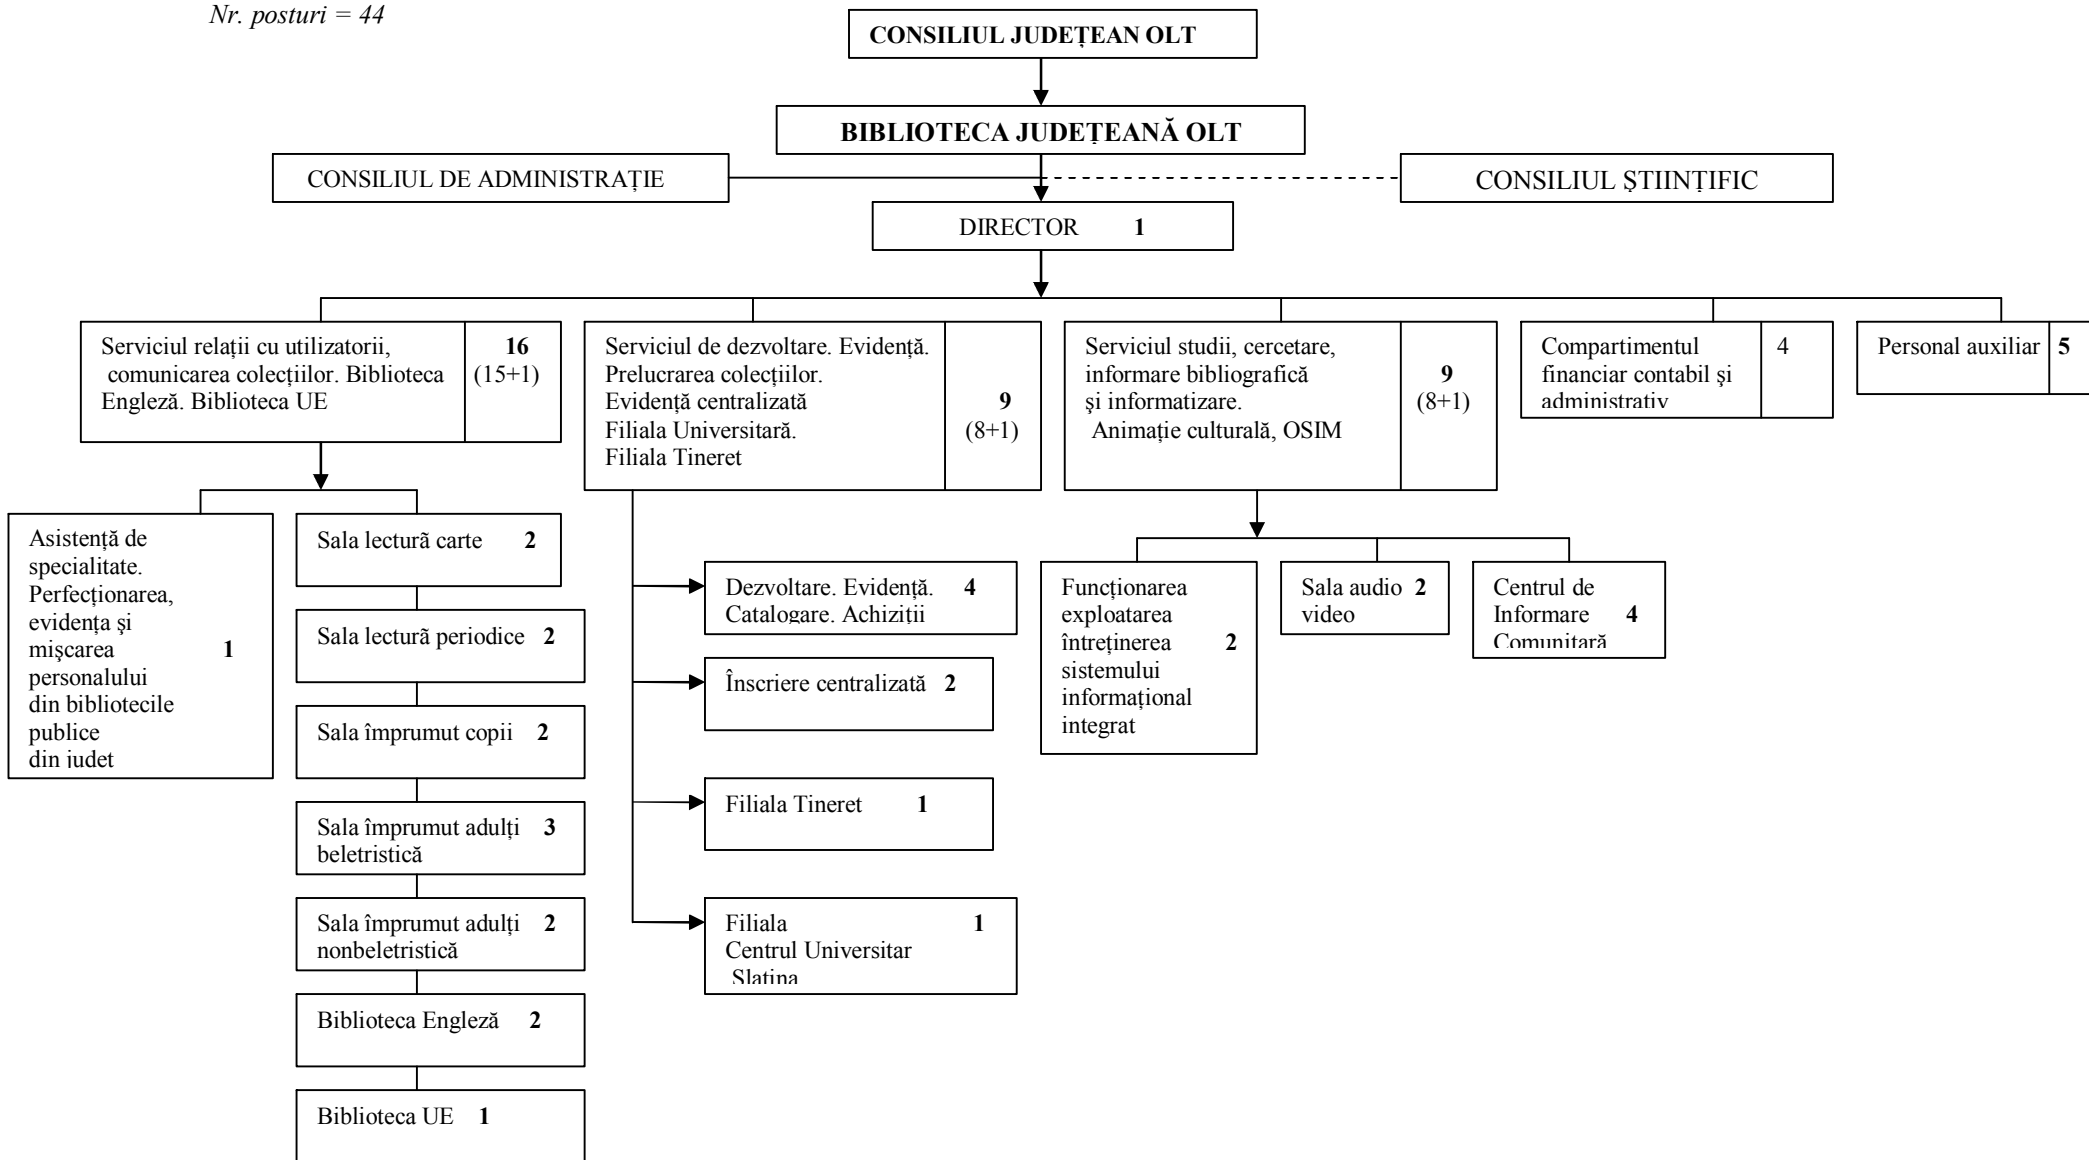 Nr. posturi = 44
CONSILIUL JUDEȚEAN OLT
BIBLIOTECA JUDEȚEANĂ OLT
CONSILIUL DE ADMINISTRAȚIE
CONSILIUL ŞTIINȚIFIC
DIRECTOR 1
Serviciul relații cu utilizatorii,
comunicarea colecțiilor. Biblioteca
Engleză. Biblioteca UE
16
(15+1)
Serviciul de dezvoltare. Evidență.
Prelucrarea colecțiilor.
Evidență centralizată
Filiala Universitară.
Filiala Tineret
9
(8+1)
Serviciul studii, cercetare,
informare bibliografică
şi informatizare.
Animație culturală, OSIM
9
(8+1)
Compartimentul
financiar contabil şi
administrativ
4
Personal auxiliar 5
Asistență de
specialitate.
Perfecționarea,
evidența şi
mişcarea 1
personalului
din bibliotecile
publice
din judet
Sala lectură carte 2
Sala lectură periodice 2
Sala împrumut copii 2
Sala împrumut adulți 3
beletristică
Sala împrumut adulți 2
nonbeletristică
Biblioteca Engleză 2
Biblioteca UE 1
Dezvoltare. Evidență. 4
Catalogare. Achiziții
Înscriere centralizată 2
Filiala Tineret 1
Filiala 1
Centrul Universitar
Slatina
Funcționarea
exploatarea
întreținerea 2
sistemului
informațional
integrat
Sala audio 2
video
Centrul de
Informare 4
Comunitară